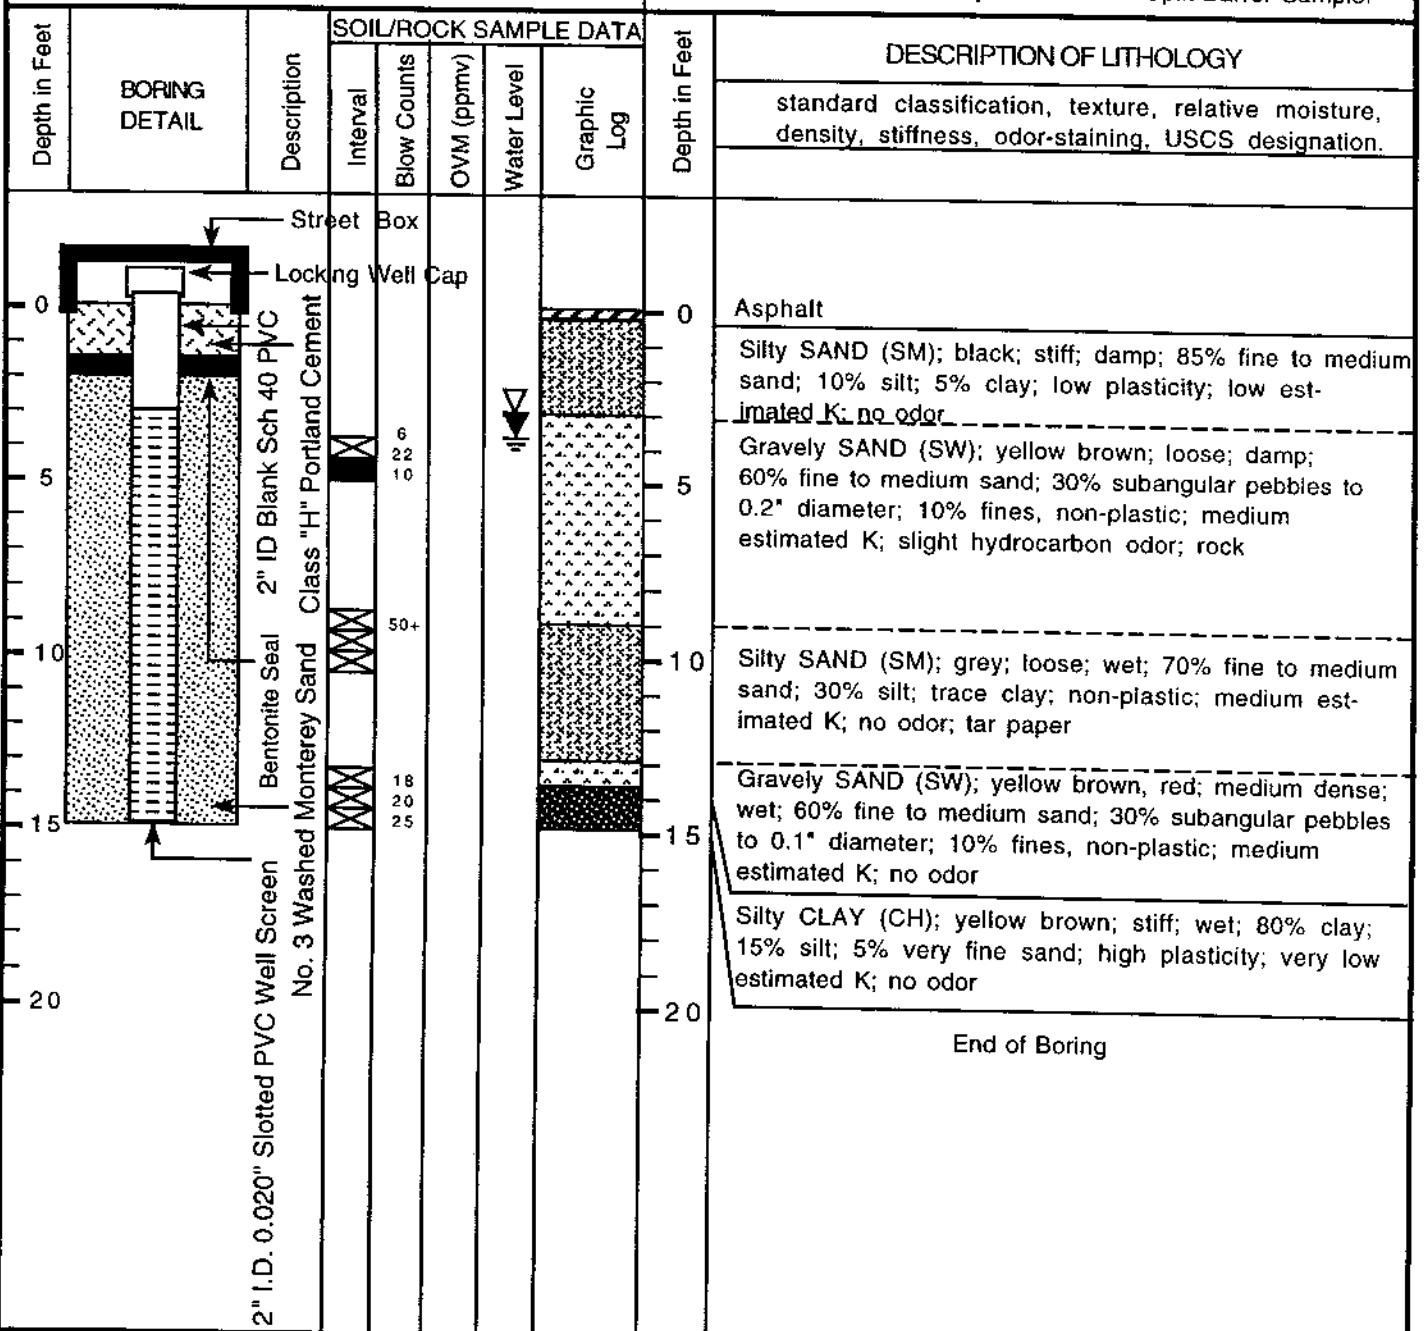 Split Barrel Sampler
SOIL/ROCK SAMPLE DATA
Depth in Feet
BORING
DETAIL
Description
Interval
Blow Counts
OVM (ppmv)
Water Level
Graphic
Log
Depth in Feet
DESCRIPTION OF LITHOLOGY
standard classification, texture, relative moisture,
density, stiffness, odor-staining, USCS designation.
Street Box
Locking Well Cap
0
5
10
15
20
2" ID Blank Sch 40 PVC
Class "H" Portland Cement
Bentonite Seal
No. 3 Washed Monterey Sand
2" I.D. 0.020" Slotted PVC Well Screen
6
22
10
50+
18
20
25
0
5
10
15
20
Asphalt
Silty SAND (SM); black; stiff; damp; 85% fine to medium
sand; 10% silt; 5% clay; low plasticity; low est-
imated K; no odor
Gravely SAND (SW); yellow brown; loose; damp;
60% fine to medium sand; 30% subangular pebbles to
0.2" diameter; 10% fines, non-plastic; medium
estimated K; slight hydrocarbon odor; rock
Silty SAND (SM); grey; loose; wet; 70% fine to medium
sand; 30% silt; trace clay; non-plastic; medium est-
imated K; no odor; tar paper
Gravely SAND (SW); yellow brown, red; medium dense;
wet; 60% fine to medium sand; 30% subangular pebbles
to 0.1" diameter; 10% fines, non-plastic; medium
estimated K; no odor
Silty CLAY (CH); yellow brown; stiff; wet; 80% clay;
15% silt; 5% very fine sand; high plasticity; very low
estimated K; no odor
End of Boring